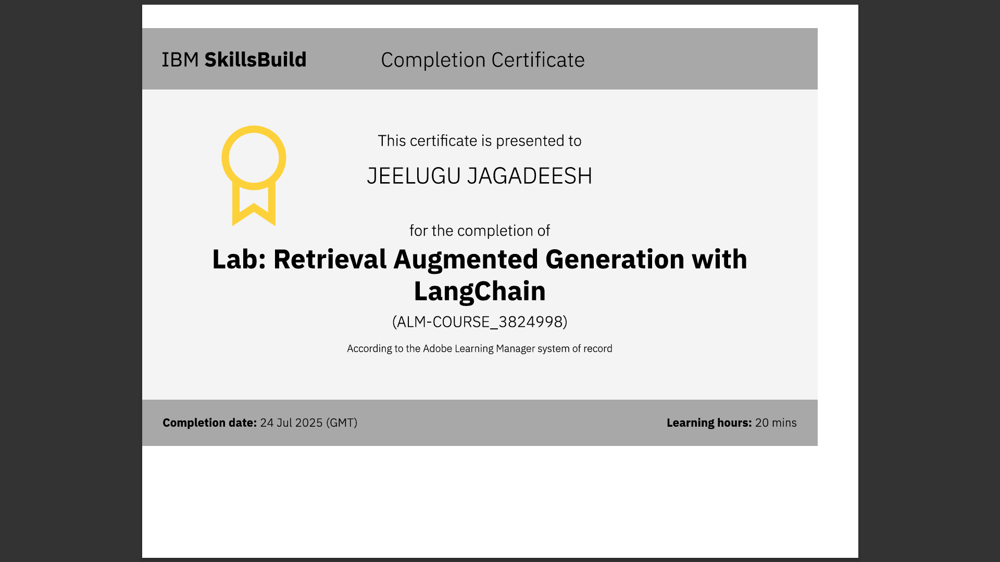 IBM SkillsBuild
Completion Certificate
This certificate is presented to
JEELUGU JAGADEESH
for the completion of
Lab: Retrieval Augmented Generation with
LangChain
(ALM-COURSE_3824998)
According to the Adobe Learning Manager system of record
Completion date: 24 Jul 2025 (GMT)
Learning hours: 20 mins